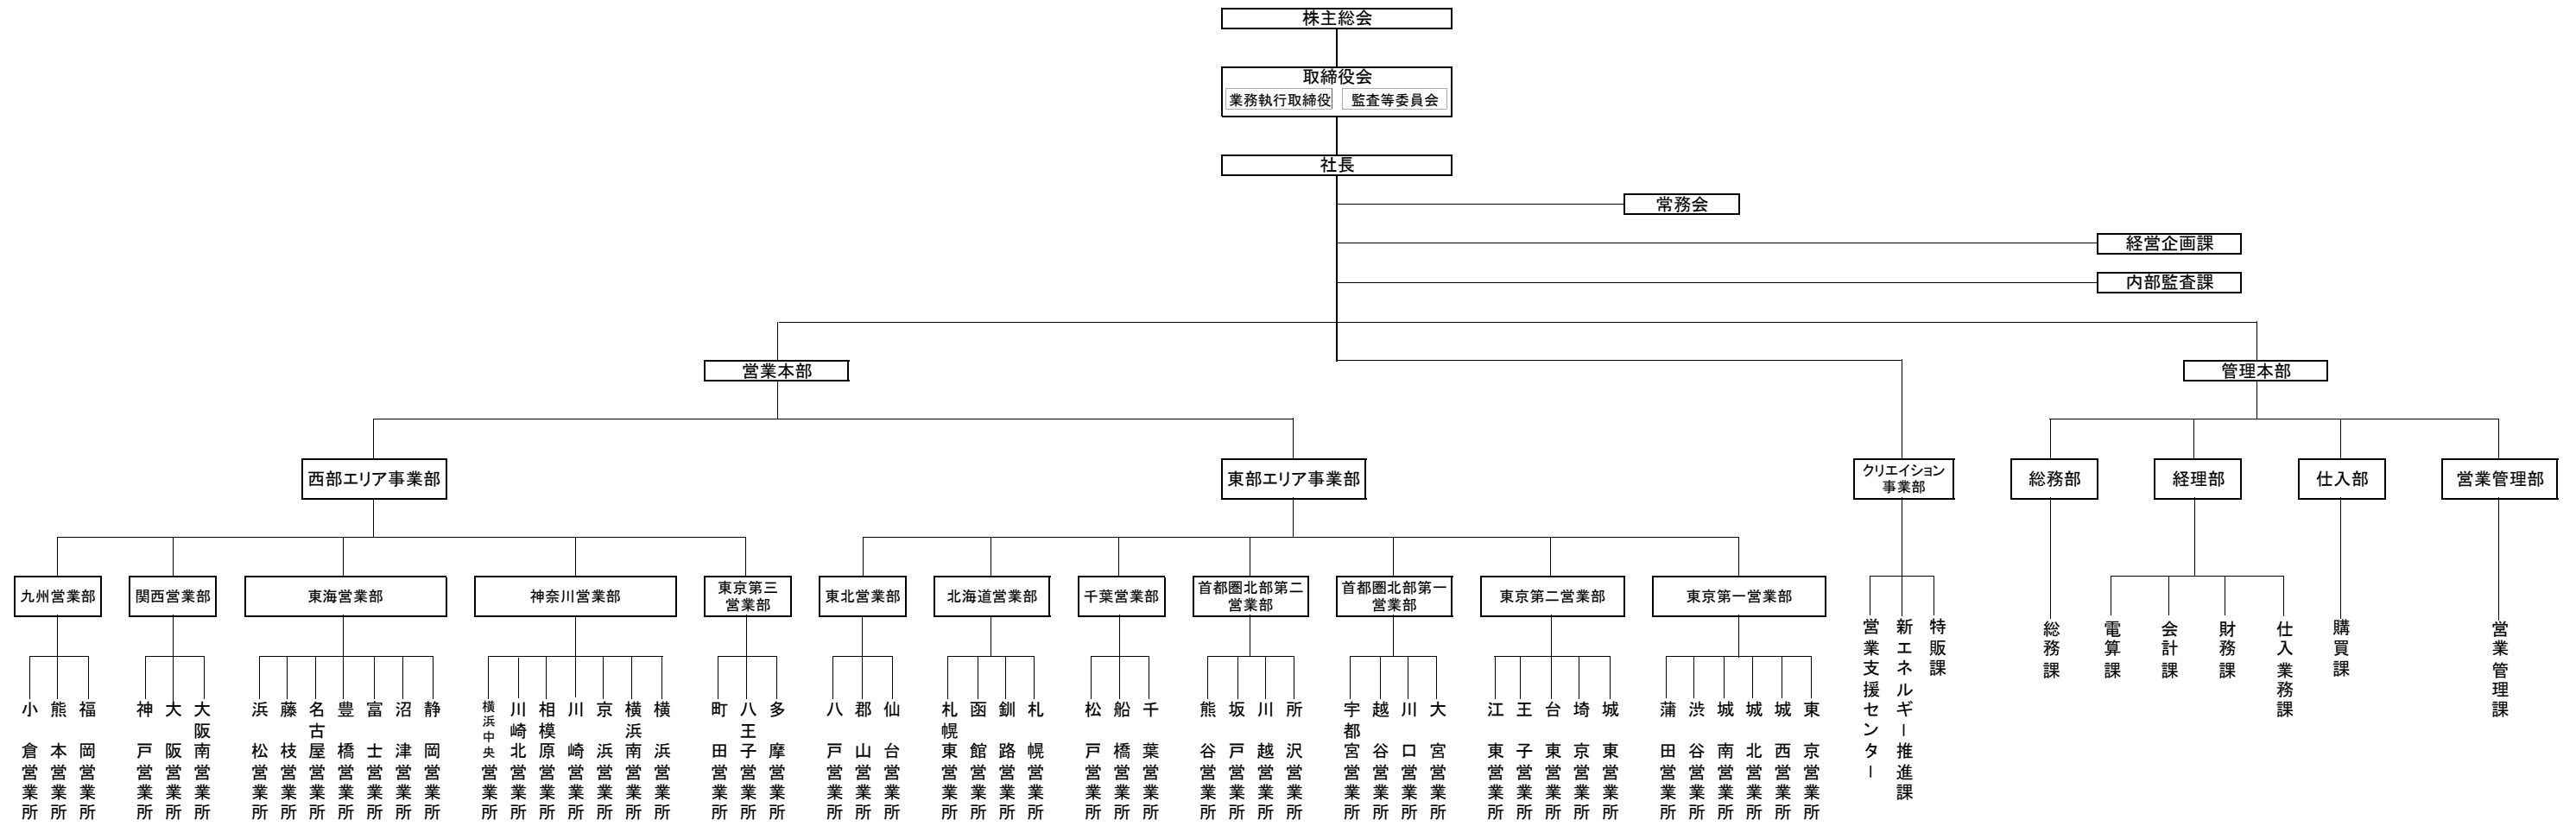 株主総会
取締役会
業務執行取締役
監査等委員会
社長
常務会
経営企画課
内部監査課
営業本部
管理本部
西部エリア事業部
東部エリア事業部
クリエイション
事業部
総務部
経理部
仕入部
営業管理部
九州営業部
関西営業部
東海営業部
神奈川営業部
東京第三
営業部
東北営業部
北海道営業部
千葉営業部
首都圏北部第二
営業部
首都圏北部第一
営業部
東京第二営業部
東京第一営業部
小倉営業所
熊本営業所
福岡営業所
神戸営業所
大阪営業所
大阪南営業所
浜松営業所
藤枝営業所
名古屋営業所
豊橋営業所
富士営業所
沼津営業所
静岡営業所
横浜中央営業所
川崎北営業所
相模原営業所
川崎営業所
京浜営業所
横浜南営業所
横浜営業所
町田営業所
八王子営業所
多摩営業所
八戸営業所
郡山営業所
仙台営業所
札幌東営業所
函館営業所
釧路営業所
札幌営業所
松戸営業所
船橋営業所
千葉営業所
熊谷営業所
坂戸営業所
川越営業所
所沢営業所
宇都宮営業所
越谷営業所
川口営業所
大宮営業所
江東営業所
王子営業所
台東営業所
埼京営業所
城東営業所
蒲田営業所
渋谷営業所
城南営業所
城北営業所
城西営業所
東京営業所
営業支援センター
新エネルギー推進課
特販課
総務課
電算課
会計課
財務課
仕入業務課
購買課
営業管理課